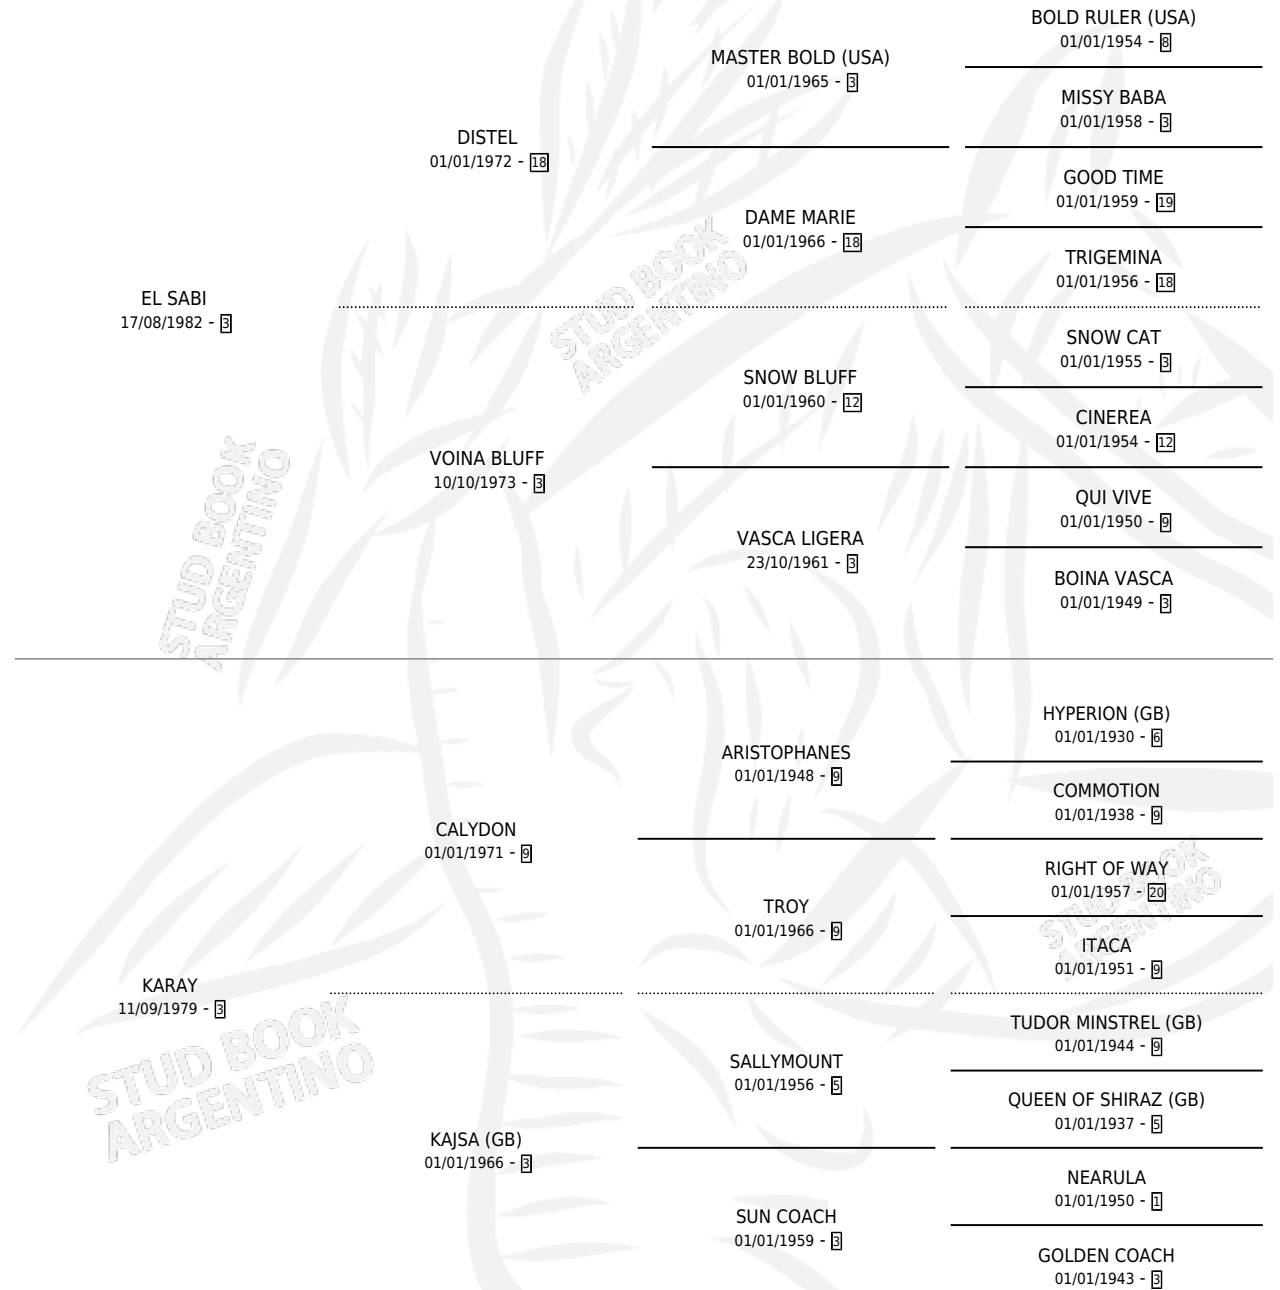 BOLD RULER (USA)
01/01/1954 - 8
MASTER BOLD (USA)
01/01/1965 - 3
MISSY BABA
01/01/1958 - 3
DISTEL
01/01/1972 - 18
GOOD TIME
01/01/1959 - 19
DAME MARIE
01/01/1966 - 18
TRIGEMINA
01/01/1956 - 18
EL SABI
17/08/1982 - 3
SNOW CAT
01/01/1955 - 3
SNOW BLUFF
01/01/1960 - 12
CINEREA
01/01/1954 - 12
VOINA BLUFF
10/10/1973 - 3
QUI VIVE
01/01/1950 - 9
VASCA LIGERA
23/10/1961 - 3
BOINA VASCA
01/01/1949 - 3
HYPERION (GB)
01/01/1930 - 6
ARISTOPHANES
01/01/1948 - 9
COMMOTION
01/01/1938 - 9
CALYDON
01/01/1971 - 9
RIGHT OF WAY
01/01/1957 - 20
TROY
01/01/1966 - 9
ITACA
01/01/1951 - 9
KARAY
11/09/1979 - 3
TUDOR MINSTREL (GB)
01/01/1944 - 9
SALLYMOUNT
01/01/1956 - 5
QUEEN OF SHIRAZ (GB)
01/01/1937 - 5
KAJSA (GB)
01/01/1966 - 3
NEARULA
01/01/1950 - 1
SUN COACH
01/01/1959 - 3
GOLDEN COACH
01/01/1943 - 3
STUD BOOK
ARGENTINO
STUD BOOK
ARGENTINO
STUD BOOK
ARGENTINO
STUD BOOK
ARGENTINO